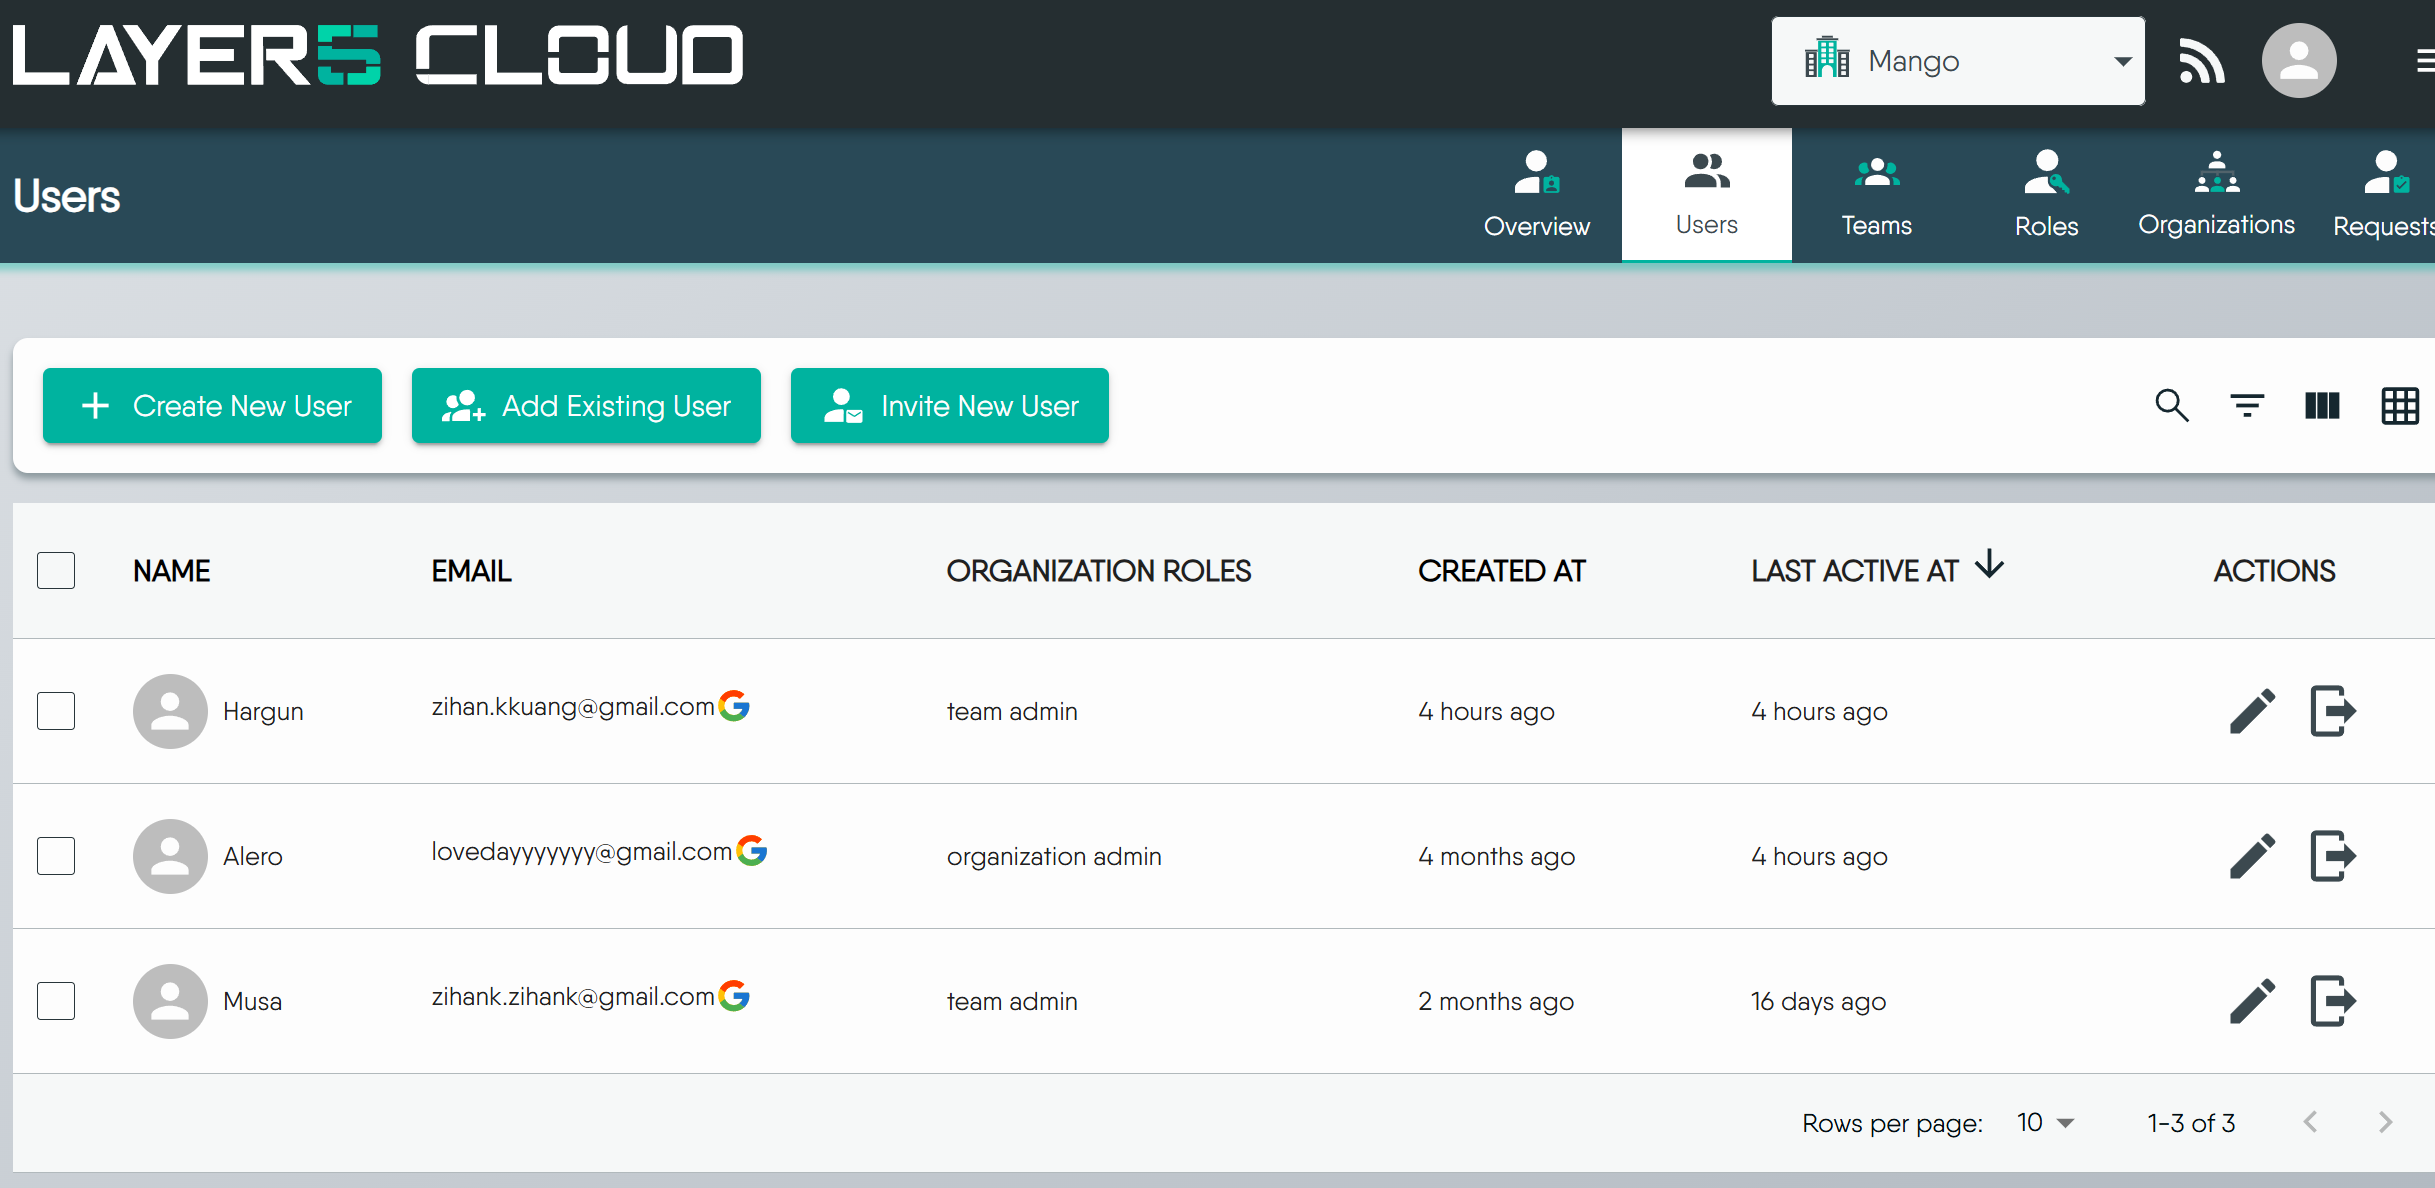 LAYER5 CLOUD
Mango
Users
Overview
Users
Teams
Roles
Organizations
Requests
Create New User
Add Existing User
Invite New User
NAME EMAIL ORGANIZATION ROLES CREATED AT LAST ACTIVE AT ACTIONS
Hargun zihan.kkuang@gmail.com team admin 4 hours ago 4 hours ago
Alero lovedayyyyyyy@gmail.com organization admin 4 months ago 4 hours ago
Musa zihank.zihank@gmail.com team admin 2 months ago 16 days ago
Rows per page: 10 1-3 of 3